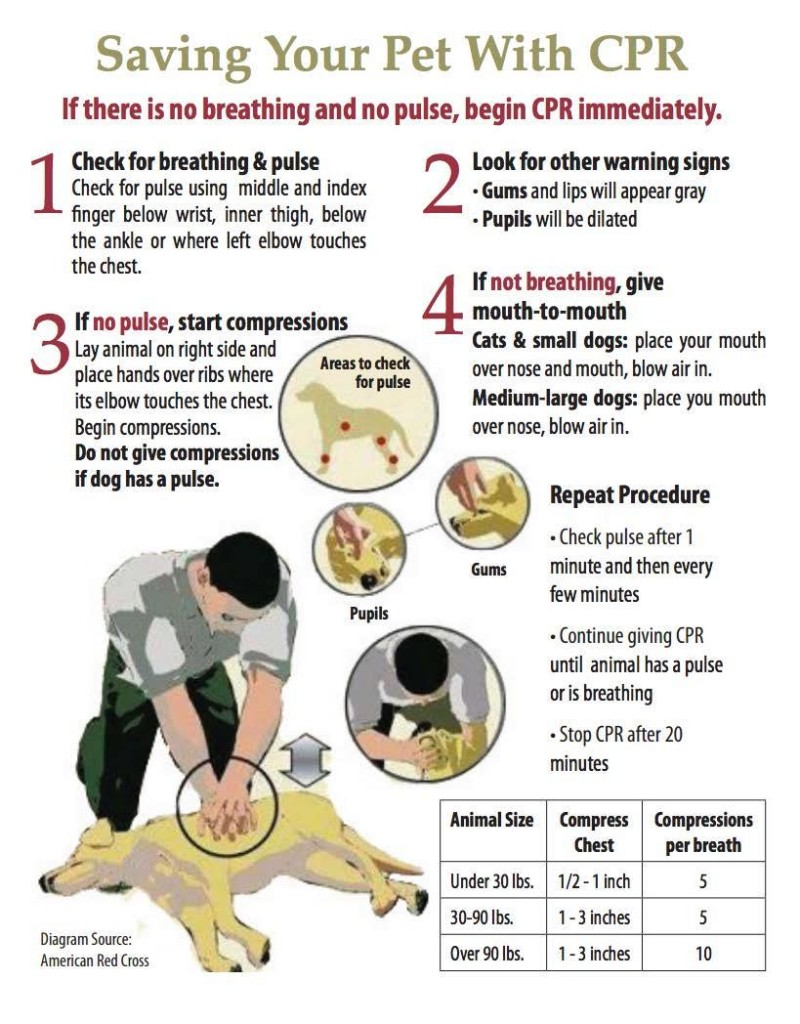 Saving Your Pet With CPR
If there is no breathing and no pulse, begin CPR immediately.
1
Check for breathing & pulse
Check for pulse using middle and index
finger below wrist, inner thigh, below
the ankle or where left elbow touches
the chest.
2
Look for other warning signs
• Gums and lips will appear gray
• Pupils will be dilated
3
If no pulse, start compressions
Lay animal on right side and
place hands over ribs where
its elbow touches the chest.
Begin compressions.
Do not give compressions
if dog has a pulse.
Areas to check
for pulse
4
If not breathing, give
mouth-to-mouth
Cats & small dogs: place your mouth
over nose and mouth, blow air in.
Medium-large dogs: place you mouth
over nose, blow air in.
Pupils
Gums
Repeat Procedure
• Check pulse after 1
minute and then every
few minutes
• Continue giving CPR
until animal has a pulse
or is breathing
• Stop CPR after 20
minutes
Animal Size Compress Compressions
Chest per breath
Under 30 lbs. 1/2 - 1 inch 5
30-90 lbs. 1 - 3 inches 5
Over 90 lbs. 1 - 3 inches 10
Diagram Source:
American Red Cross